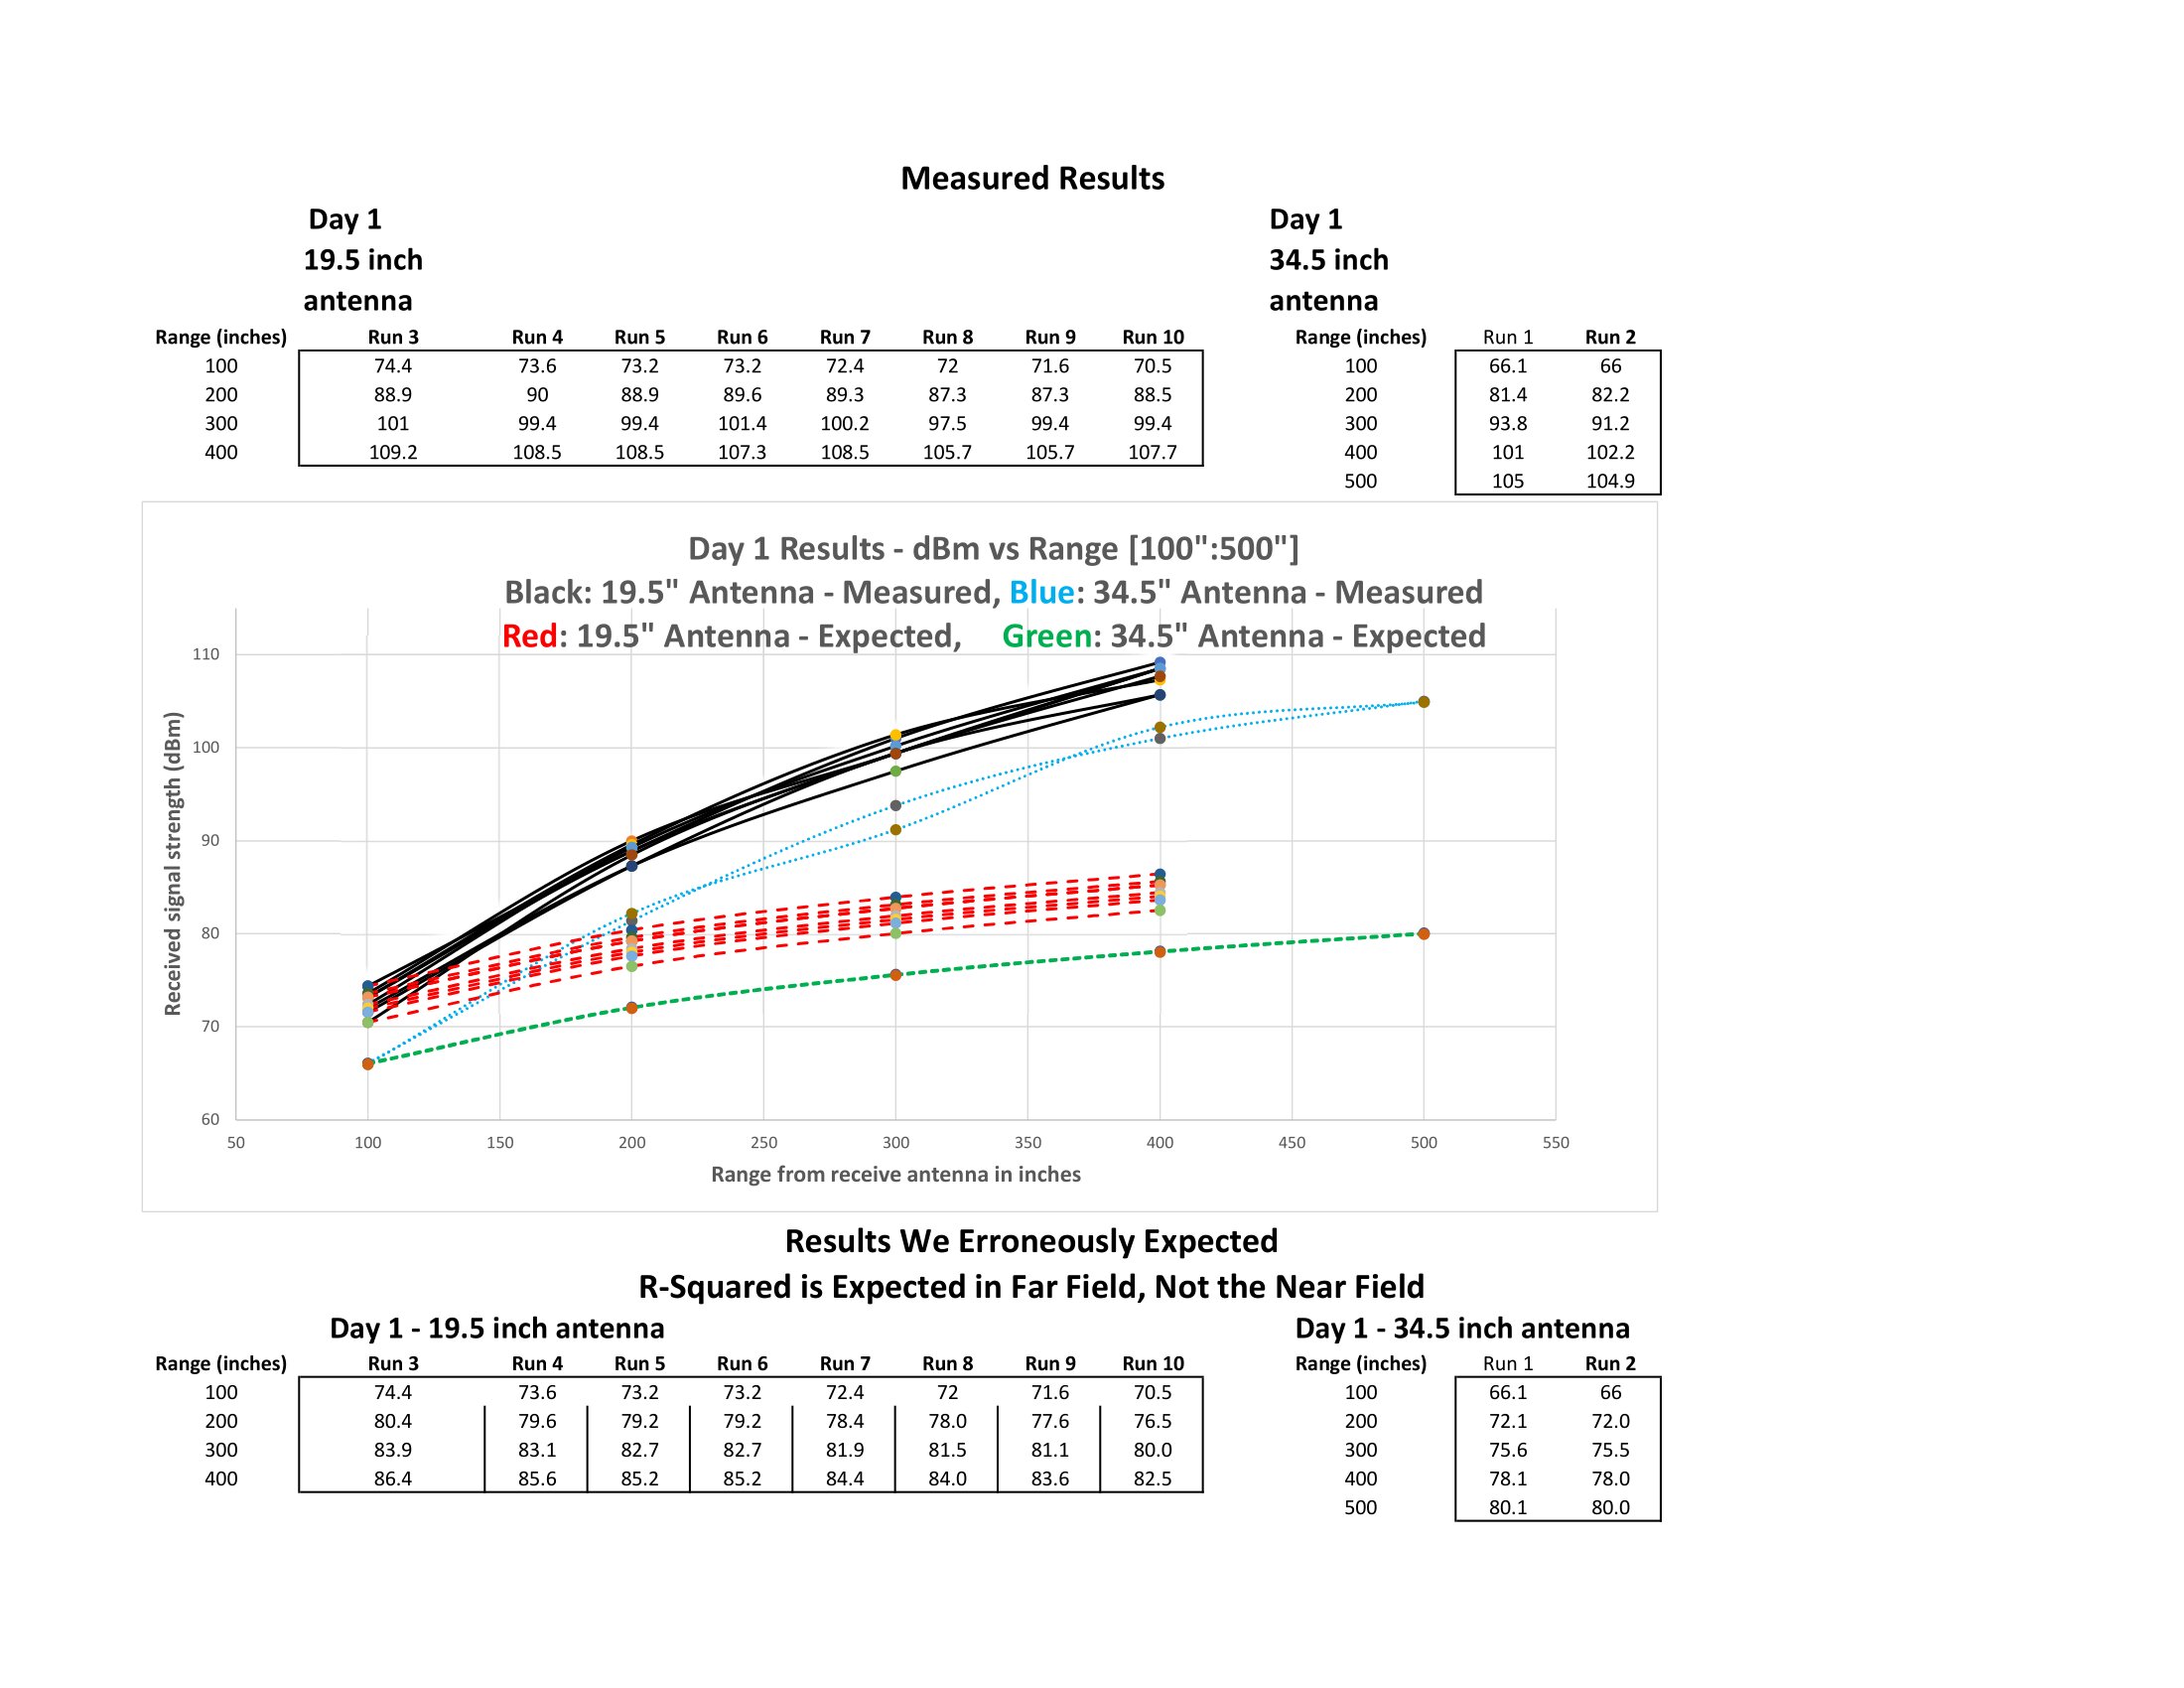 Measured Results
Day 1
19.5 inch
antenna
Day 1
34.5 inch
antenna
Range (inches) Run 3 Run 4 Run 5 Run 6 Run 7 Run 8 Run 9 Run 10 Range (inches) Run 1 Run 2
100 74.4 73.6 73.2 73.2 72.4 72 71.6 70.5 100 66.1 66
200 88.9 90 88.9 89.6 89.3 87.3 87.3 88.5 200 81.4 82.2
300 101 99.4 99.4 101.4 100.2 97.5 99.4 99.4 300 93.8 91.2
400 109.2 108.5 108.5 107.3 108.5 105.7 105.7 107.7 400 101 102.2
500 105 104.9
Day 1 Results - dBm vs Range [100":500"]
Black: 19.5" Antenna - Measured, Blue: 34.5" Antenna - Measured
Red: 19.5" Antenna - Expected, Green: 34.5" Antenna - Expected
Received signal strength (dBm)
110
100
90
80
70
60
50 100 150 200 250 300 350 400 450 500 550
Range from receive antenna in inches
Results We Erroneously Expected
R-Squared is Expected in Far Field, Not the Near Field
Day 1 - 19.5 inch antenna Day 1 - 34.5 inch antenna
Range (inches) Run 3 Run 4 Run 5 Run 6 Run 7 Run 8 Run 9 Run 10 Range (inches) Run 1 Run 2
100 74.4 73.6 73.2 73.2 72.4 72 71.6 70.5 100 66.1 66
200 80.4 79.6 79.2 79.2 78.4 78.0 77.6 76.5 200 72.1 72.0
300 83.9 83.1 82.7 82.7 81.9 81.5 81.1 80.0 300 75.6 75.5
400 86.4 85.6 85.2 85.2 84.4 84.0 83.6 82.5 400 78.1 78.0
500 80.1 80.0